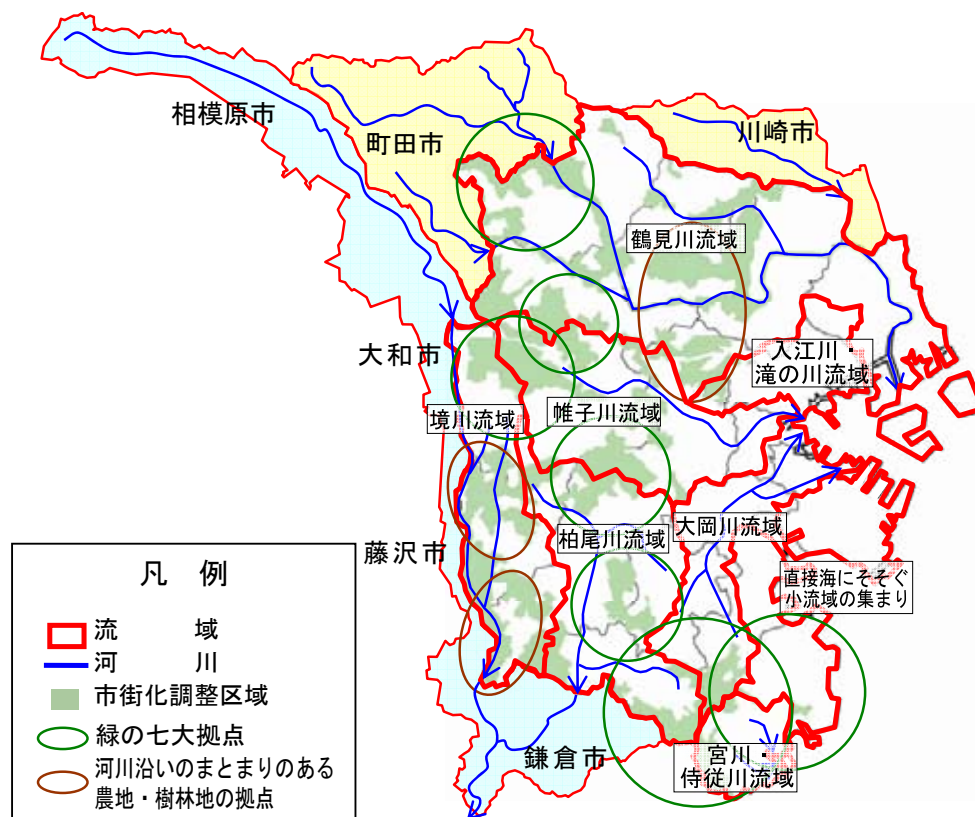 相模原市
町田市
川崎市
鶴見川流域
大和市
入江川・
滝の川流域
境川流域
帷子川流域
藤沢市
柏尾川流域
大岡川流域
直接海にそそぐ
小流域の集まり
鎌倉市
宮川・
侍従川流域
凡 例
流 域
河 川
市街化調整区域
緑の七大拠点
河川沿いのまとまりのある
農地・樹林地の拠点